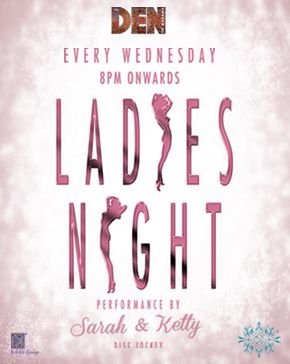 DEN
EVERY WEDNESDAY
8PM ONWARDS
LADIES
NIGHT
PERFORMANCE BY
Sarah & Ketty
DISC JOCKEY